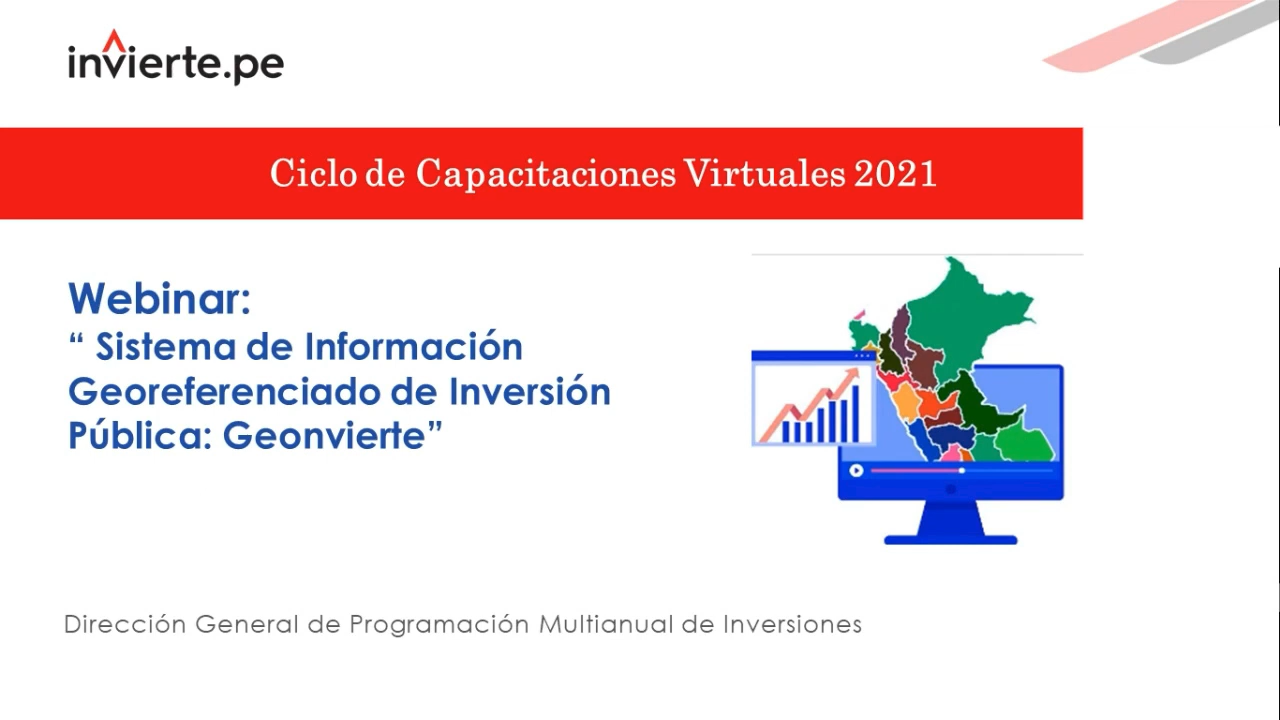 invierte.pe
Ciclo de Capacitaciones Virtuales 2021
Webinar:
“ Sistema de Información
Georeferenciado de Inversión
Pública: Geonvierte”
Dirección General de Programación Multianual de Inversiones